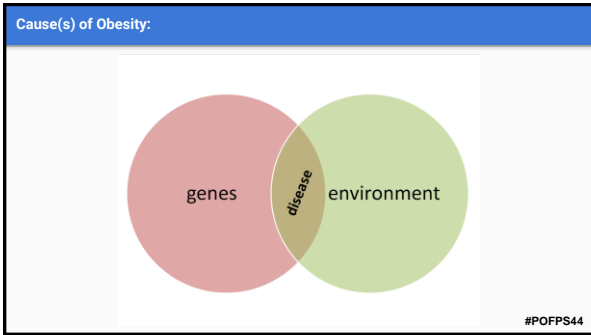 Cause(s) of Obesity:
genes
disease
environment
#POFPS44